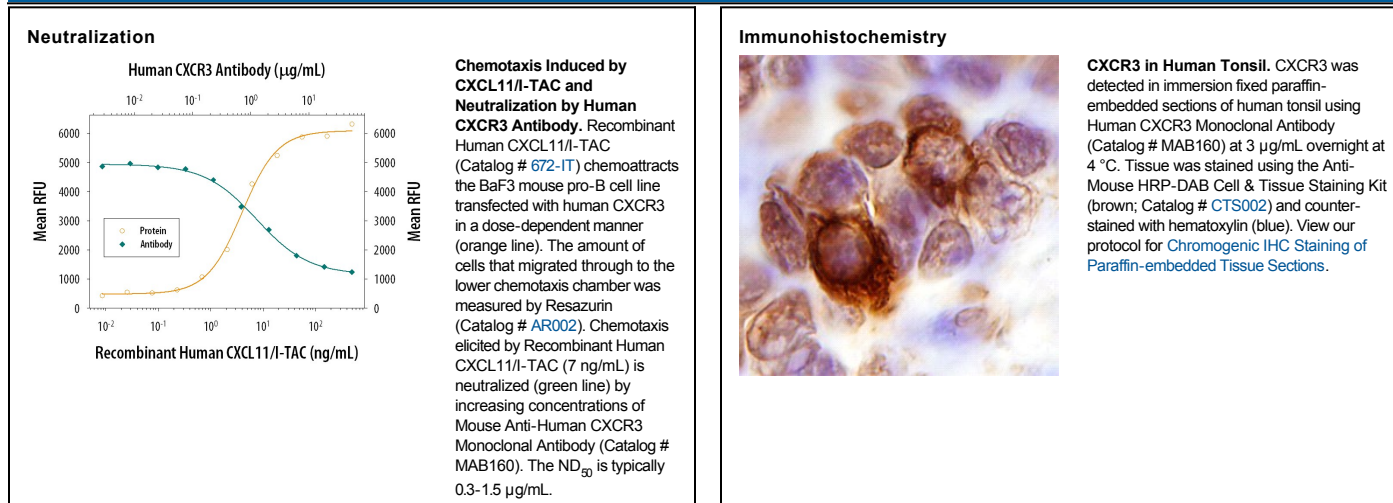 Neutralization
Human CXCR3 Antibody (µg/mL)
10-2 10-1 100 101
6000 6000
5000 5000
4000 4000
3000 3000
2000 2000
1000 1000
0 0
Mean RFU
Mean RFU
Protein
Antibody
10-2 10-1 100 101 102
Recombinant Human CXCL11/I-TAC (ng/mL)
Chemotaxis Induced by
CXCL11/I-TAC and
Neutralization by Human
CXCR3 Antibody. Recombinant
Human CXCL11/I-TAC
(Catalog # 672-IT) chemoattracts
the BaF3 mouse pro-B cell line
transfected with human CXCR3
in a dose-dependent manner
(orange line). The amount of
cells that migrated through to the
lower chemotaxis chamber was
measured by Resazurin
(Catalog # AR002). Chemotaxis
elicited by Recombinant Human
CXCL11/I-TAC (7 ng/mL) is
neutralized (green line) by
increasing concentrations of
Mouse Anti-Human CXCR3
Monoclonal Antibody (Catalog #
MAB160). The ND50 is typically
0.3-1.5 µg/mL.
Immunohistochemistry
CXCR3 in Human Tonsil. CXCR3 was
detected in immersion fixed paraffin-
embedded sections of human tonsil using
Human CXCR3 Monoclonal Antibody
(Catalog # MAB160) at 3 µg/mL overnight at
4 °C. Tissue was stained using the Anti-
Mouse HRP-DAB Cell & Tissue Staining Kit
(brown; Catalog # CTS002) and counter-
stained with hematoxylin (blue). View our
protocol for Chromogenic IHC Staining of
Paraffin-embedded Tissue Sections.